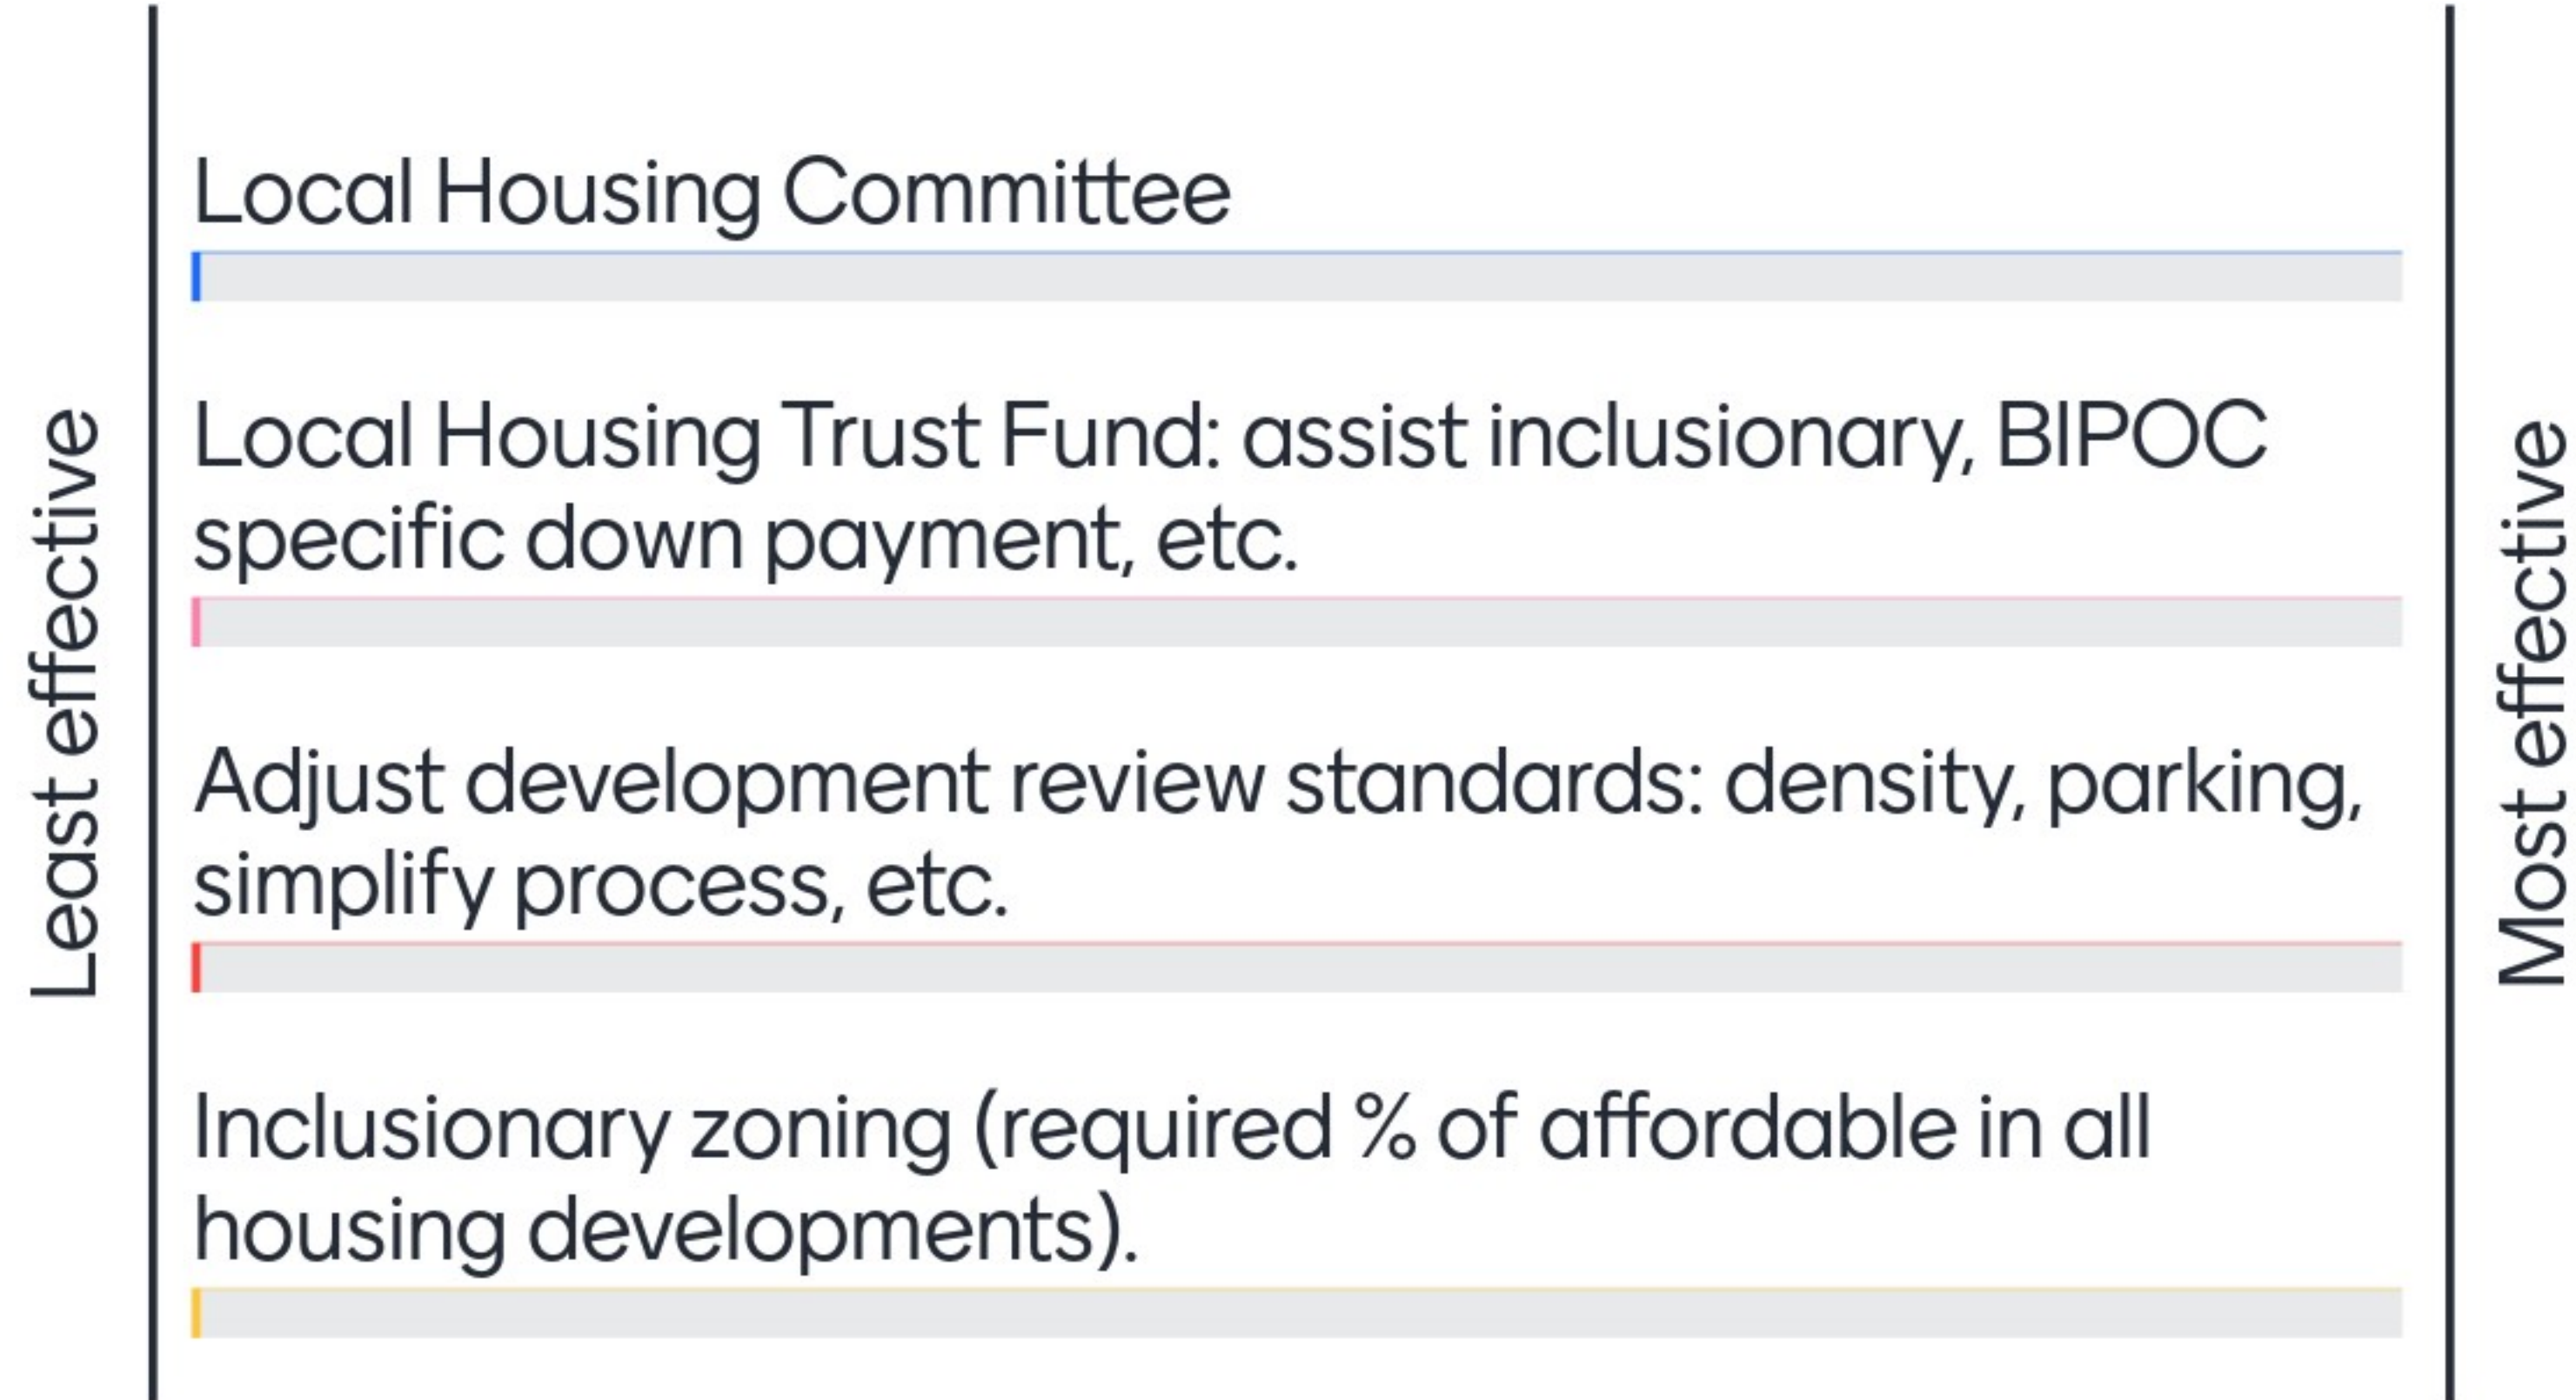 Least effective
Local Housing Committee
Local Housing Trust Fund: assist inclusionary, BIPOC
specific down payment, etc.
Adjust development review standards: density, parking,
simplify process, etc.
Inclusionary zoning (required % of affordable in all
housing developments).
Most effective